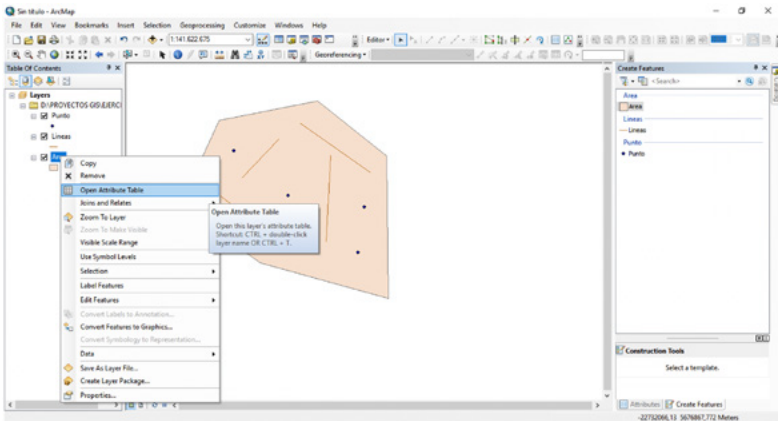 Sin título - ArcMap
File Edit View Bookmarks Insert Selection Geoprocessing Customize Windows Help
1:141.622.675
Editor
Georeferencing
Table Of Contents
Create Features
Layers
D:\PROYECTOS GIS\EJERCI
Punto
Lineas
<Search>
Area
Area
Lineas
Lineas
Punto
Punto
Copy
Remove
Open Attribute Table
Joins and Relates
Zoom To Layer
Zoom To Make Visible
Visible Scale Range
Use Symbol Levels
Selection
Label Features
Edit Features
Convert Labels to Annotation...
Convert Features to Graphics...
Convert Symbology to Representation...
Data
Save As Layer File...
Create Layer Package...
Properties...
Open Attribute Table
Open this layer's attribute table.
Shortcut: CTRL + double-click
layer name OR CTRL + T.
Construction Tools
Select a template.
Attributes Create Features
-22732066,13 5676867,772 Meters